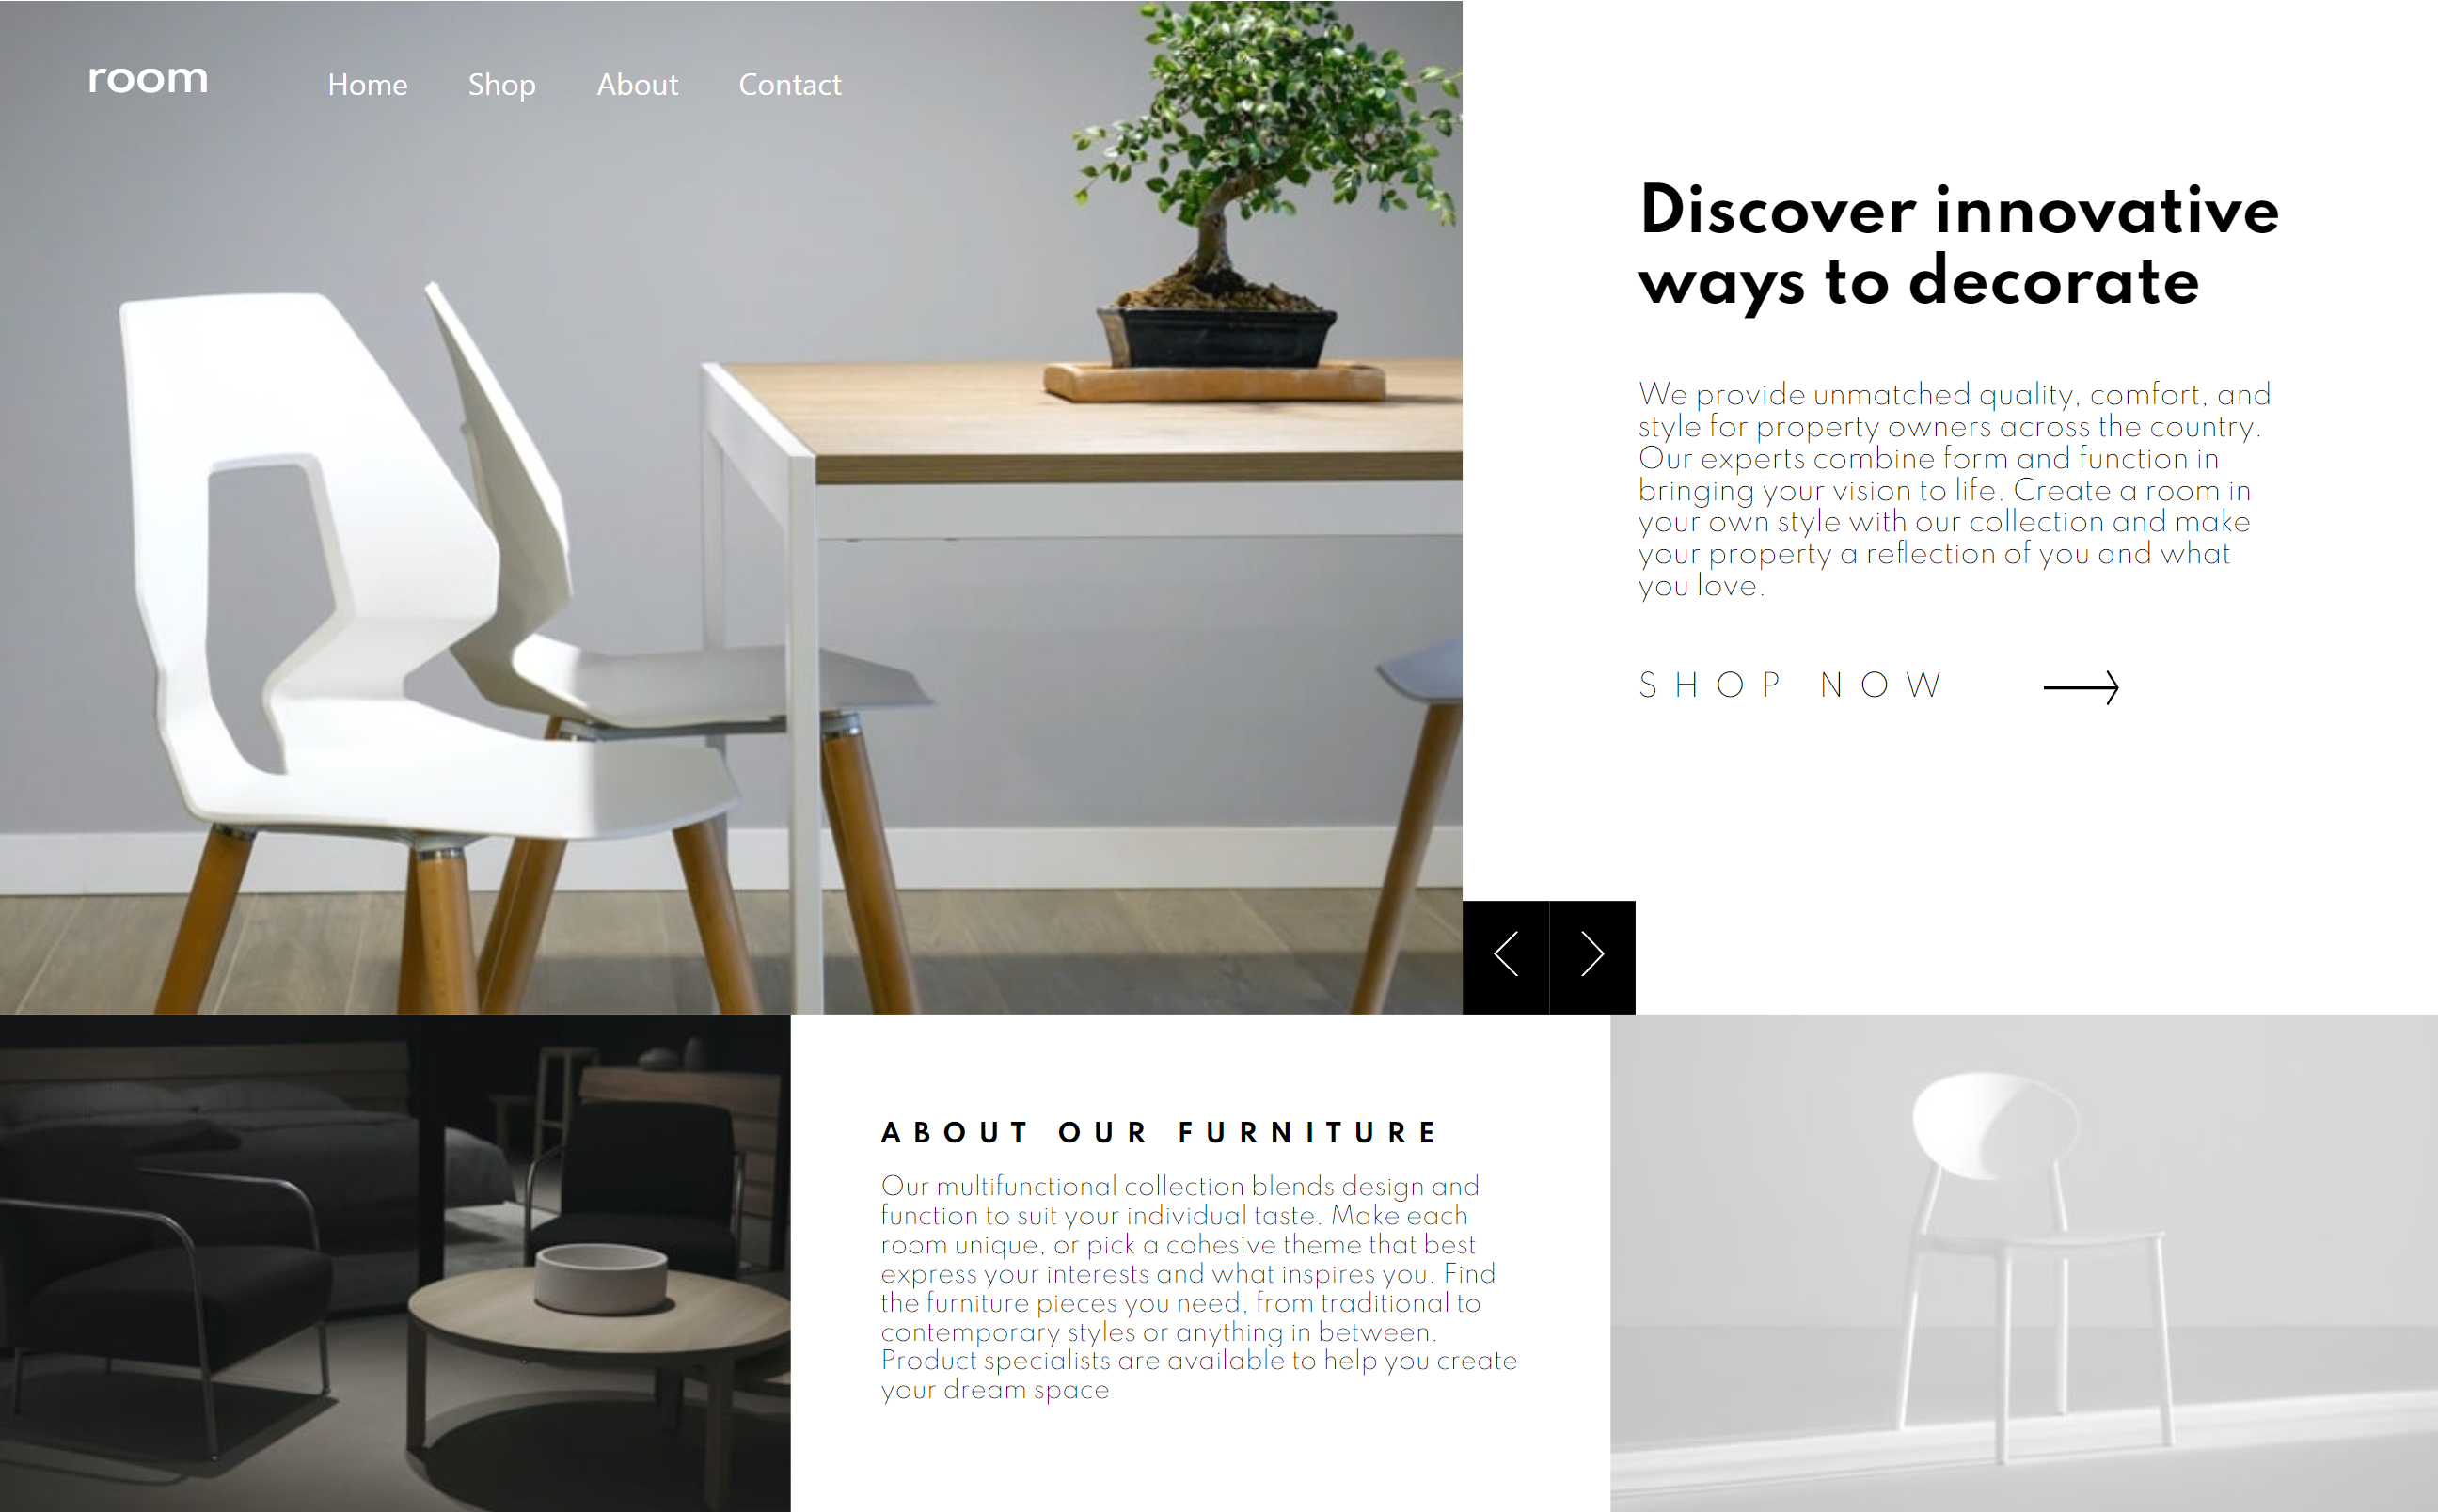 room
Home Shop About Contact
Discover innovative
ways to decorate
We provide unmatched quality, comfort, and
style for property owners across the country.
Our experts combine form and function in
bringing your vision to life. Create a room in
your own style with our collection and make
your property a reflection of you and what
you love.
SHOP NOW
ABOUT OUR FURNITURE
Our multifunctional collection blends design and
function to suit your individual taste. Make each
room unique, or pick a cohesive theme that best
express your interests and what inspires you. Find
the furniture pieces you need, from traditional to
contemporary styles or anything in between.
Product specialists are available to help you create
your dream space